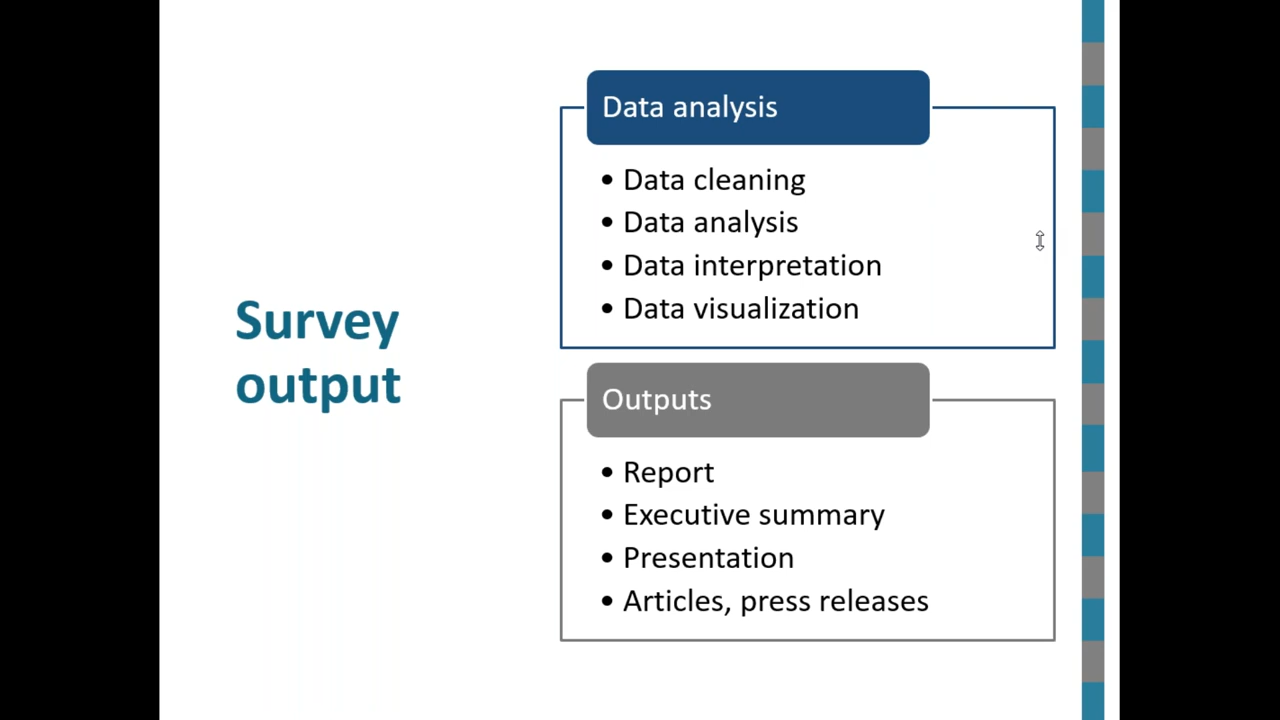 Survey
output
Data analysis
• Data cleaning
• Data analysis
• Data interpretation
• Data visualization
Outputs
• Report
• Executive summary
• Presentation
• Articles, press releases